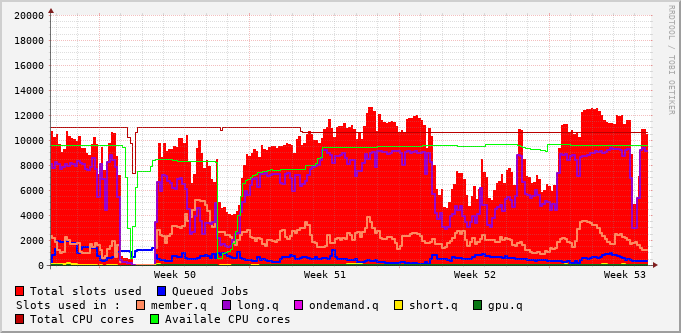 20000
18000
16000
14000
12000
10000
8000
6000
4000
2000
0
Week 50 Week 51 Week 52 Week 53
RRDTOOL / TOBI OETIKER
Total slots used Queued Jobs
Slots used in : member.q long.q ondemand.q short.q gpu.q
Total CPU cores Availale CPU cores